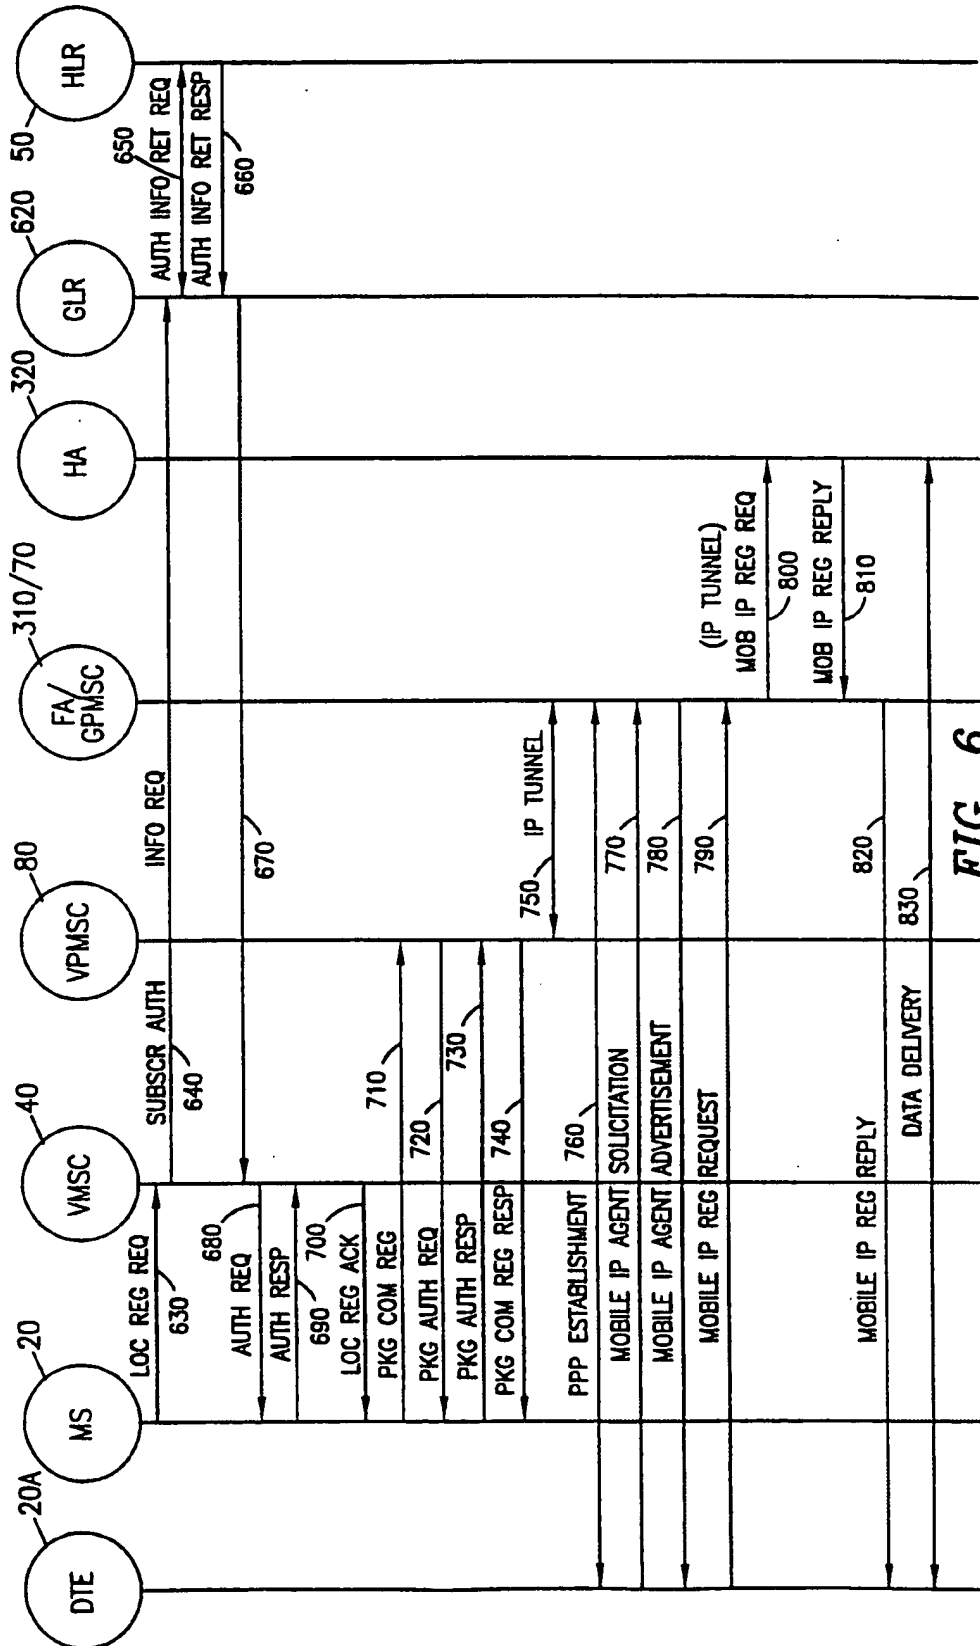 DTE
20A
MS
20
VMSC
40
VPMSC
80
FA/
GPMSC
310/70
HA
320
GLR
620
HLR
50
LOC REG REQ
630
SUBSCR AUTH
INFO REQ
640
AUTH INFO RET REQ
650
AUTH INFO RET RESP
660
670
680
AUTH REQ
AUTH RESP
690
700
LOC REG ACK
PKG COM REG
710
PKG AUTH REQ
720
PKG AUTH RESP
730
PKG COM REG RESP
740
750
IP TUNNEL
PPP ESTABLISHMENT
760
MOBILE IP AGENT SOLICITATION
770
MOBILE IP AGENT ADVERTISEMENT
780
MOBILE IP REG REQUEST
790
(IP TUNNEL)
MOB IP REG REQ
800
MOB IP REG REPLY
810
MOBILE IP REG REPLY
820
DATA DELIVERY
830
FIG. 6